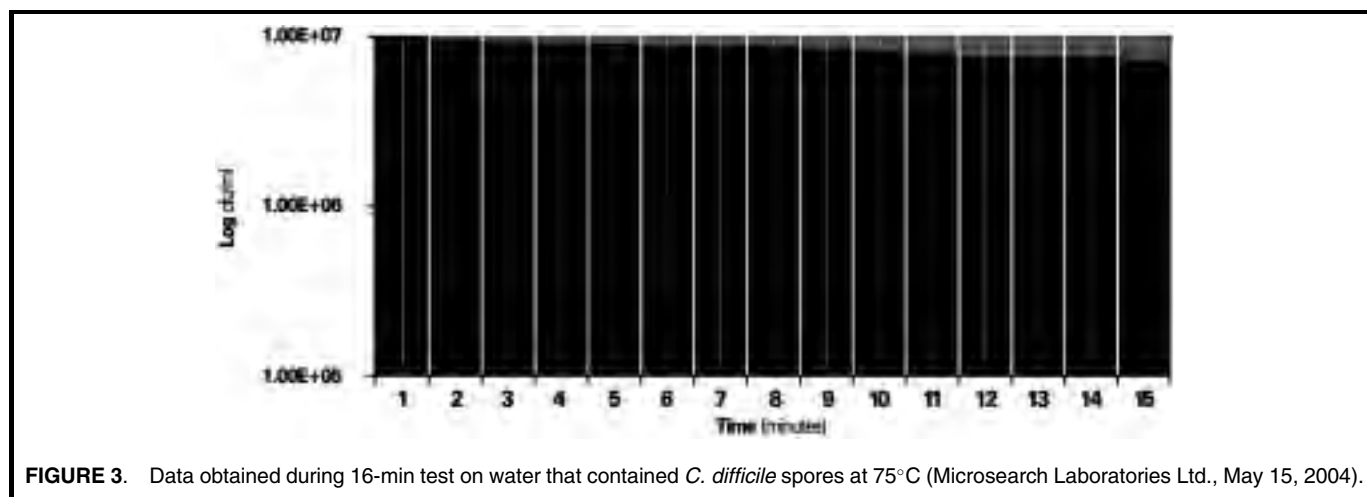 1.00E+07
1.00E+06
1.00E+05
Log
1 2 3 4 5 6 7 8 9 10 11 12 13 14 15
Time (minutes)
FIGURE 3. Data obtained during 16-min test on water that contained C. difficile spores at 75°C (Microsearch Laboratories Ltd., May 15, 2004).